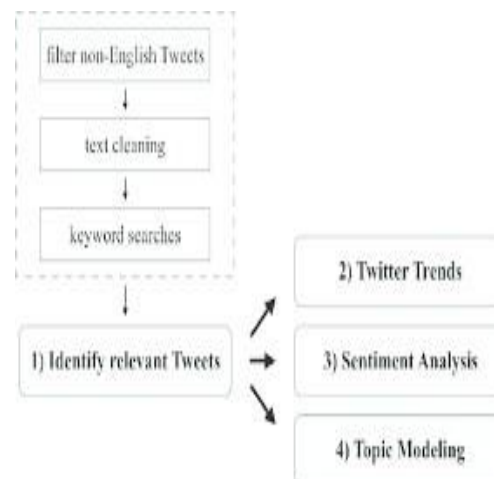 filter non-English Tweets
text cleaning
keyword searches
1) Identify relevant Tweets
2) Twitter Trends
3) Sentiment Analysis
4) Topic Modeling